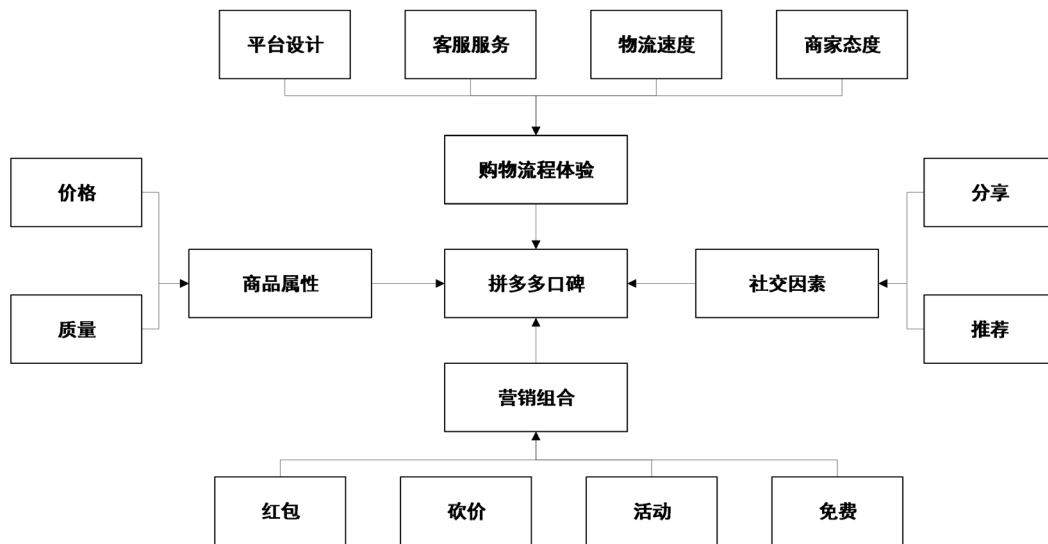 平台设计
客服服务
物流速度
商家态度
购物流程体验
价格
分享
商品属性
拼多多口碑
社交因素
质量
推荐
营销组合
红包
砍价
活动
免费